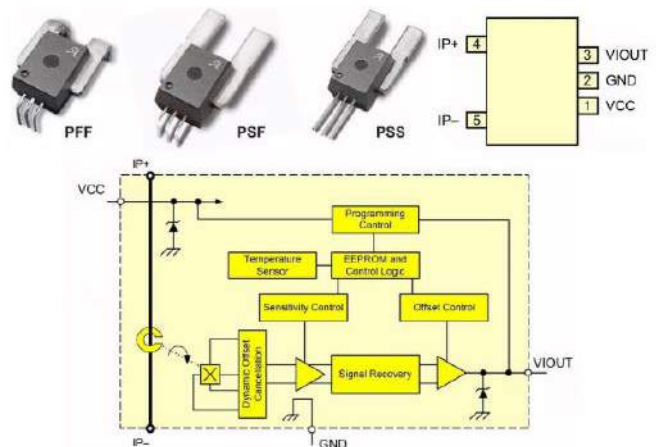 PFF
PSF
PSS
IP+ 4
3 VIOUT
2 GND
1 VCC
IP– 5
IP+
VCC
Programming
Control
Temperature
Sensor
EEPROM and
Control Logic
Sensitivity Control
Offset Control
Dynamic Offset
Cancellation
Signal Recovery
VIOUT
IP–
GND